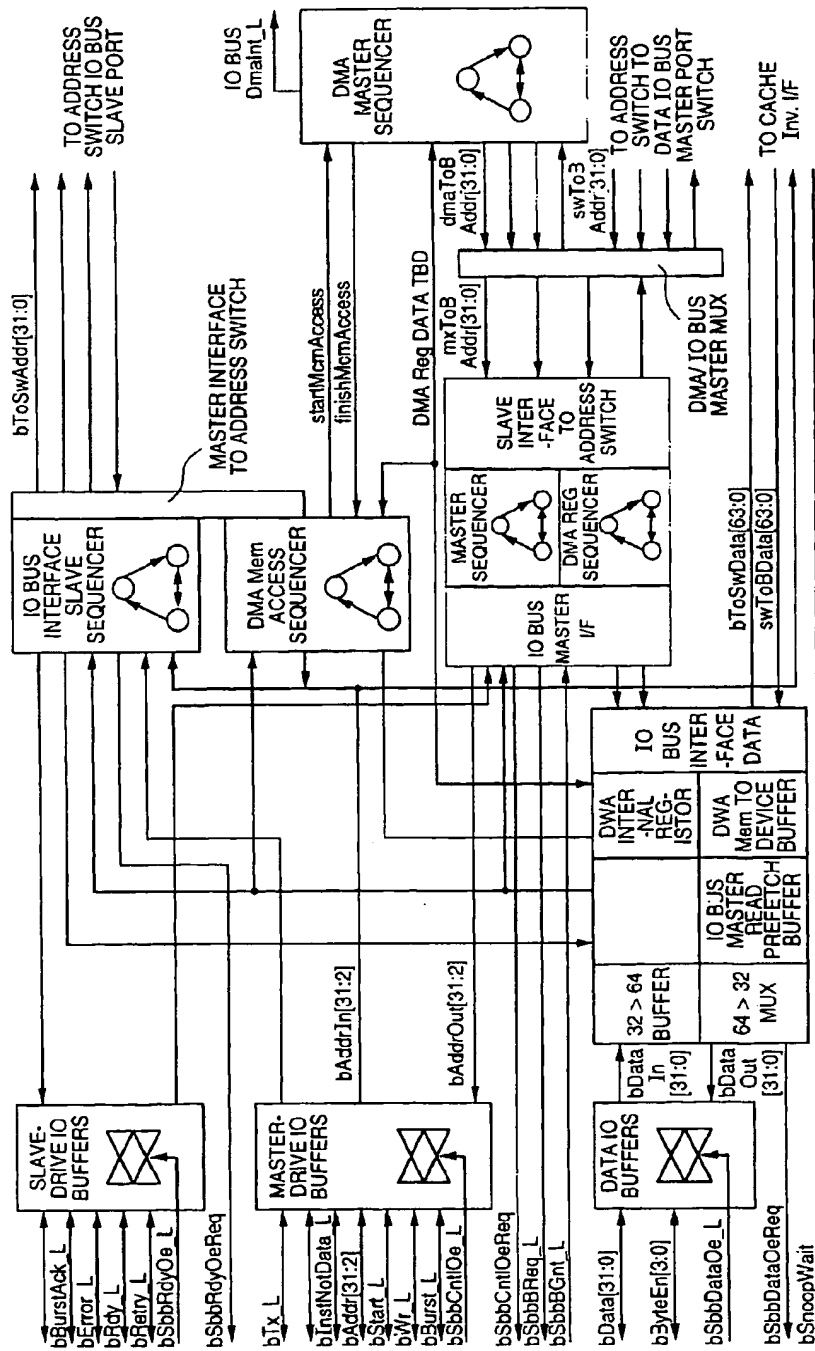 IO BUS
DmaInt_L
DMA
MASTER
SEQUENCER
TO ADDRESS
SWITCH IO BUS
SLAVE PORT
TO ADDRESS
SWITCH TO
DATA IO BUS
MASTER PORT
SWITCH
TO CACHE
Inv. I/F
bToSwAddr[31:0]
MASTER INTERFACE
TO ADDRESS SWITCH
startMcmAccess
finishMcmAccess
DMA Reg DATA TBD
dmaToB
Addr[31:0]
swToB
Addr[31:0]
mxToB
Addr[31:0]
DMA/ IO BUS
MASTER MUX
bToSwData[63:0]
swToBData[63:0]
IO BUS
INTERFACE
SLAVE
SEQUENCER
DMA Mem
ACCESS
SEQUENCER
SLAVE
INTER
-FACE
TO
ADDRESS
SWITCH
MASTER
SEQUENCER
DMA REG
SEQUENCER
IO BUS
MASTER
I/F
IO
BUS
INTER
-FACE
DATA
DWA
INTER
-NAL
REG-
ISTOR
DWA
Mem TO
DEVICE
BUFFER
IO BUS
MASTER
READ
PREFETCH
BUFFER
32 > 64
BUFFER
64 > 32
MUX
bAddrIn[31:2]
bAddrOut[31:2]
bData
In
[31:0]
bData
Out
[31:0]
SLAVE-
DRIVE IO
BUFFERS
MASTER-
DRIVE IO
BUFFERS
DATA IO
BUFFERS
bBurstAck_L
bError_L
bRdy_L
bRetry_L
bSbbRdyOe_L
bSbbRdyOeReq
bTx_L
bInstNotData_L
bAddr[31:2]
bStart_L
bWr_L
bBurst_L
bSbbCntlOe_L
bSbbCntlOeReq
bSbbBReq_L
bSbbBGnt_L
bData[31:0]
bByteEn[3:0]
bSbbDataOe_L
bSbbDataOeReq
bSnoopWait